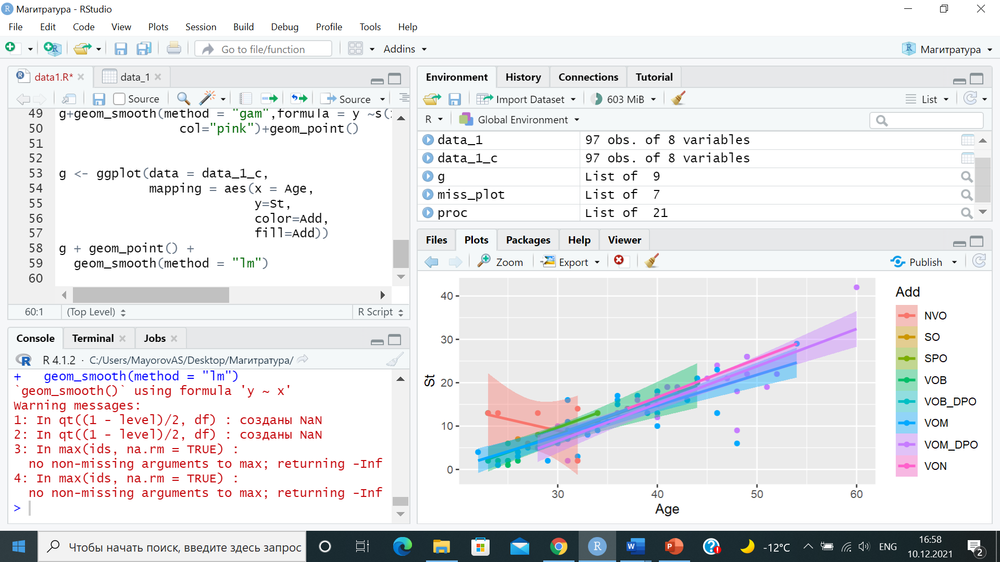 Магитратура - RStudio
File Edit Code View Plots Session Build Debug Profile Tools Help
Go to file/function Addins Магитратура
data1.R* data_1
Source Source
49 g+geom_smooth(method = "gam",formula = y ~s(
50 col="pink")+geom_point()
51
52
53 g <- ggplot(data = data_1_c,
54 mapping = aes(x = Age,
55 y=St,
56 color=Add,
57 fill=Add))
58 g + geom_point() +
59 geom_smooth(method = "lm")
60
60:1 (Top Level) R Script
Console Terminal Jobs
R 4.1.2 · C:/Users/MayorovAS/Desktop/Магитратура/
+ geom_smooth(method = "lm")
`geom_smooth()` using formula 'y ~ x'
Warning messages:
1: In qt((1 - level)/2, df) : созданы NaN
2: In qt((1 - level)/2, df) : созданы NaN
3: In max(ids, na.rm = TRUE) :
no non-missing arguments to max; returning -Inf
4: In max(ids, na.rm = TRUE) :
no non-missing arguments to max; returning -Inf
>
Environment History Connections Tutorial
Import Dataset 603 MiB List
R Global Environment
data_1 97 obs. of 8 variables
data_1_c 97 obs. of 8 variables
g List of 9
miss_plot List of 7
proc List of 21
Files Plots Packages Help Viewer
Zoom Export Publish
40
30
20
10
0
St
30 40 50 60
Age
Add
NVO
SO
SPO
VOB
VOB_DPO
VOM
VOM_DPO
VON
Чтобы начать поиск, введите здесь запрос
-12°C ENG
16:58
10.12.2021
2